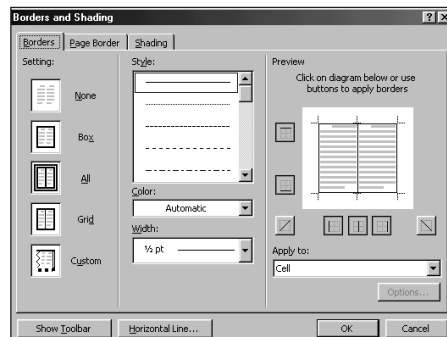 Borders and Shading
Borders
Page Border
Shading
Setting:
None
Box
All
Grid
Custom
Style:
Color:
Automatic
Width:
½ pt
Preview
Click on diagram below or use
buttons to apply borders
Apply to:
Cell
Options...
Show Toolbar
Horizontal Line...
OK
Cancel